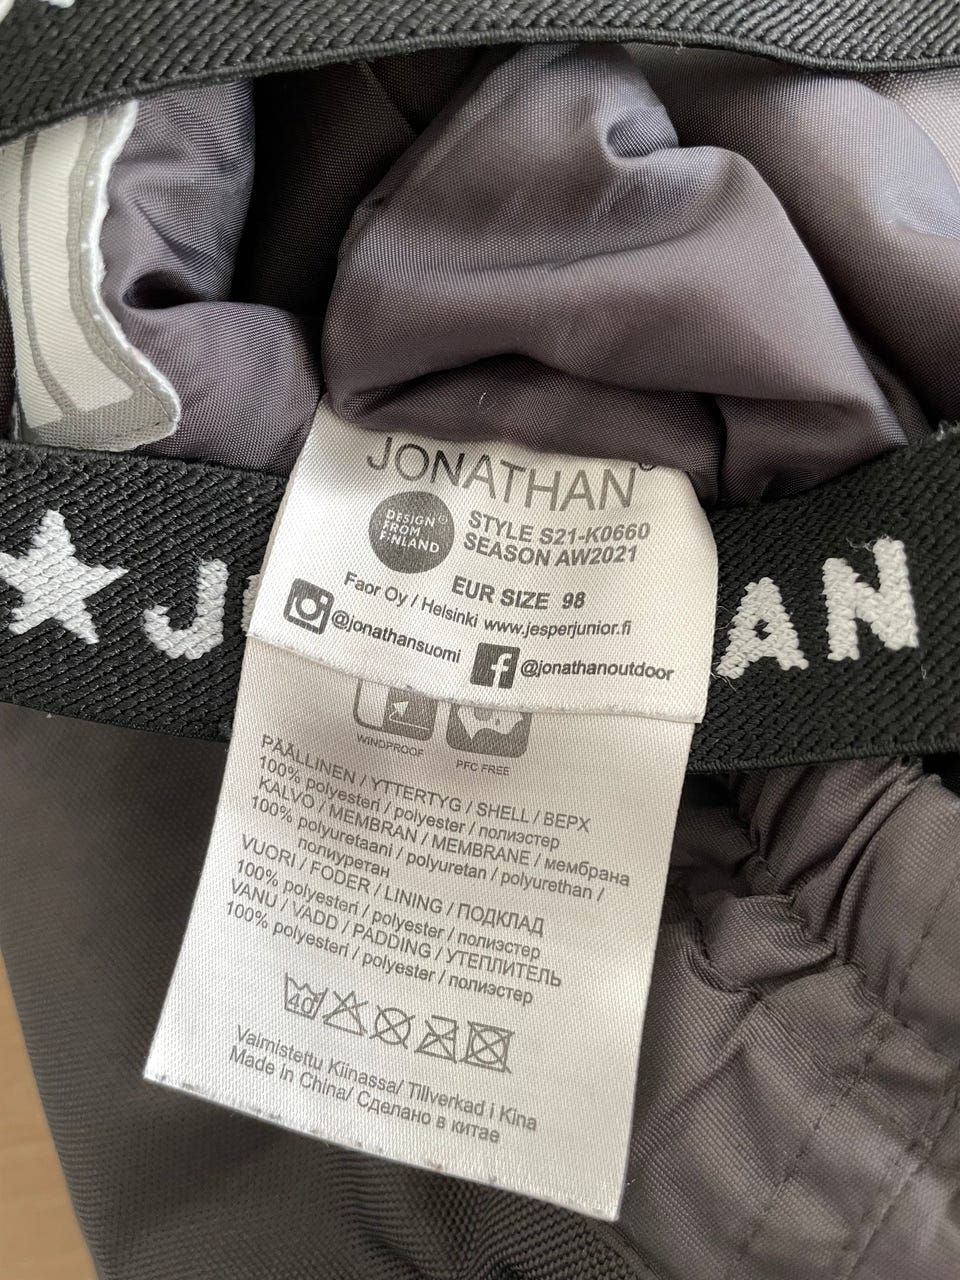 JONATHAN®
DESIGN®
FROM
FINLAND
STYLE S21-K0660
SEASON AW2021
EUR SIZE 98
Faor Oy / Helsinki www.jesperjunior.fi
@jonathansuomi
@jonathanoutdoor
J
AN
WINDPROOF
PFC FREE
PÄÄLLINEN / YTTERTYG / SHELL / ВЕРХ
100% polyesteri / polyester / полиэстер
KALVO / MEMBRAN / MEMBRANE / мембрана
100% polyuretaani / polyuretan / polyurethan /
полиуретан
VUORI / FODER / LINING / ПОДКЛАД
100% polyesteri / polyester / полиэстер
VANU / VADD / PADDING / УТЕПЛИТЕЛЬ
100% polyesteri / polyester / полиэстер
40
Valmistettu Kiinassa/ Tillverkad i Kina
Made in China/ Сделано в китае